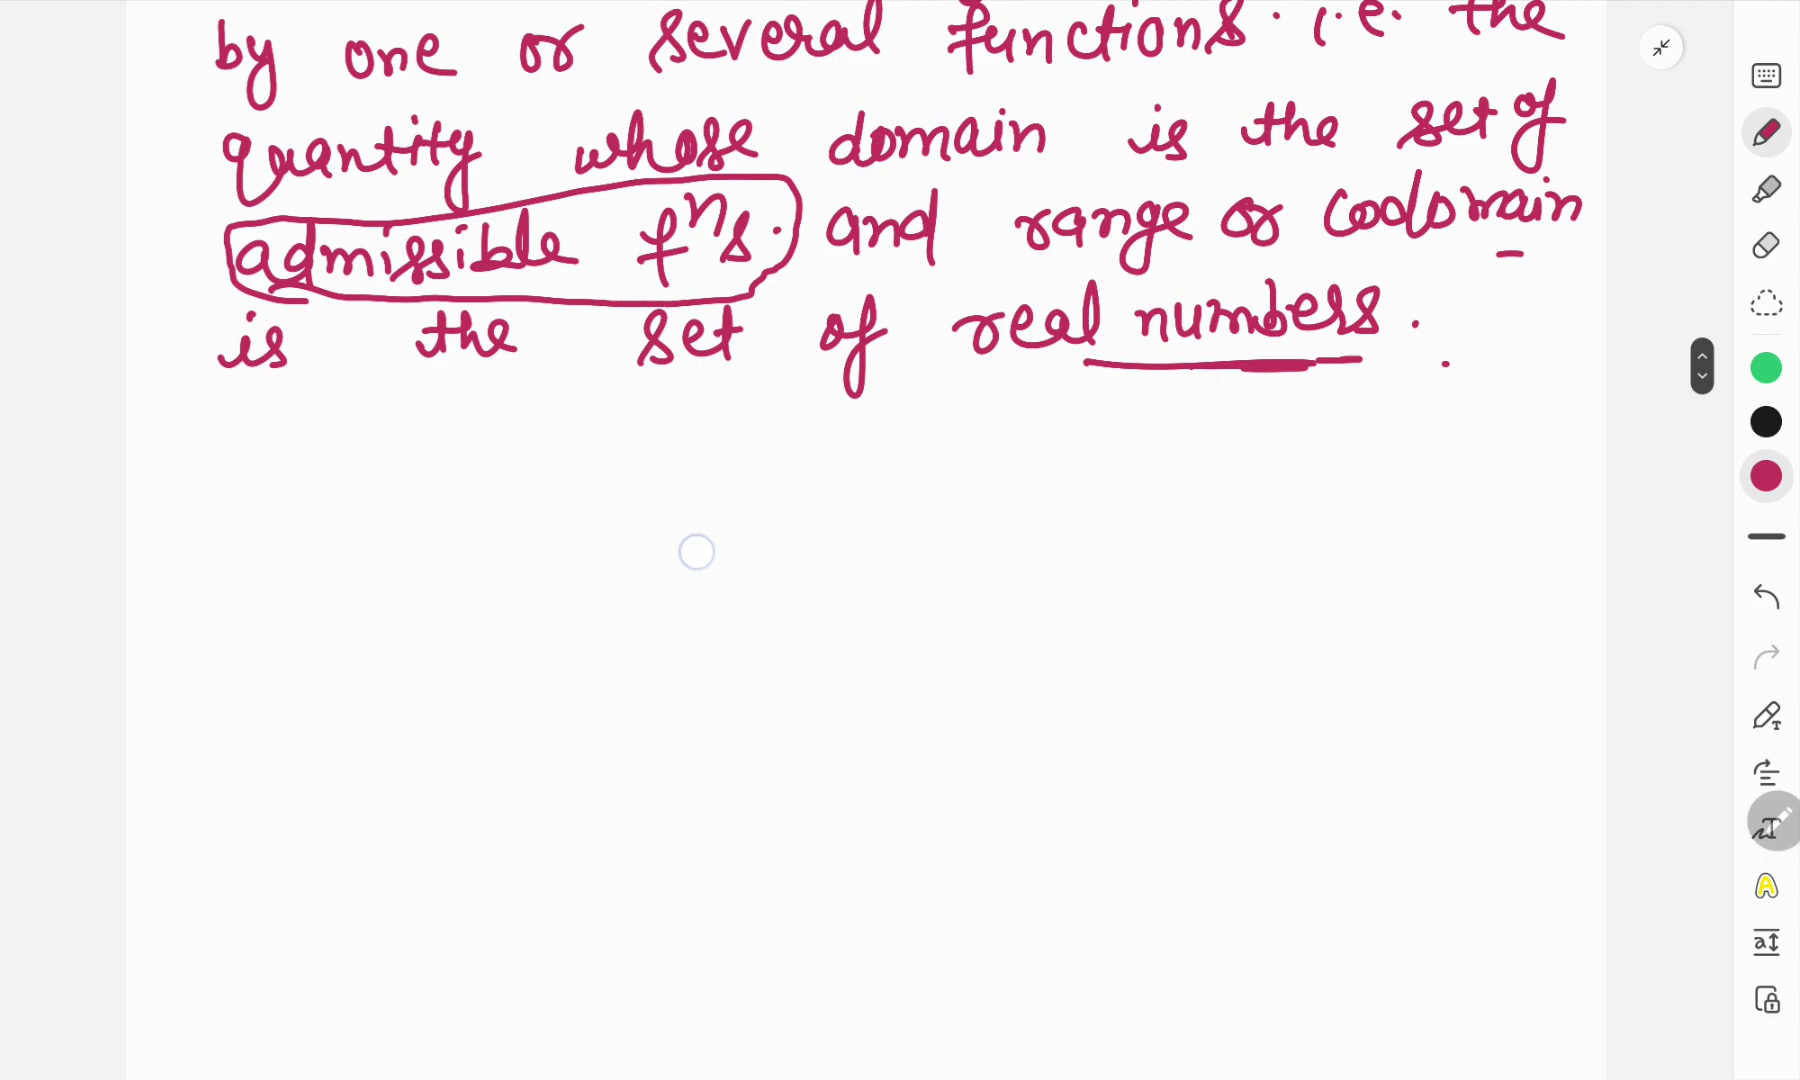 by one or several functions. i.e. the
quantity whose domain is the set of
admissible fⁿs. and range or codomain
is the set of real numbers.